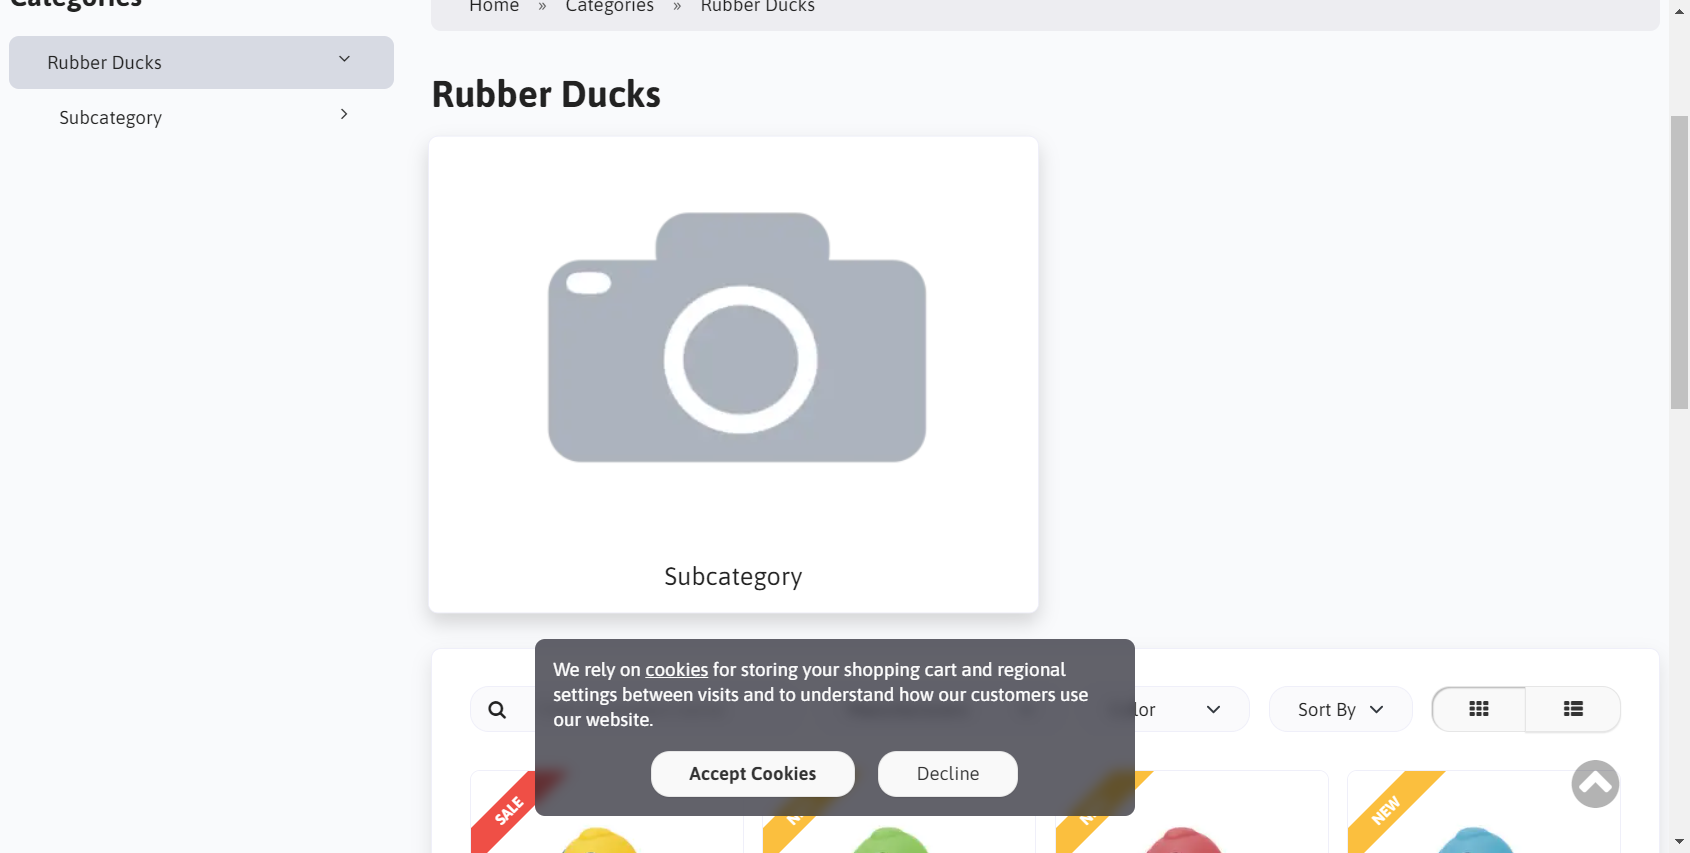 Categories
Home » Categories » Rubber Ducks
Rubber Ducks
Subcategory
Rubber Ducks
Subcategory
We rely on cookies for storing your shopping cart and regional
settings between visits and to understand how our customers use
our website.
Accept Cookies
Decline
Sort By
SALE
NEW